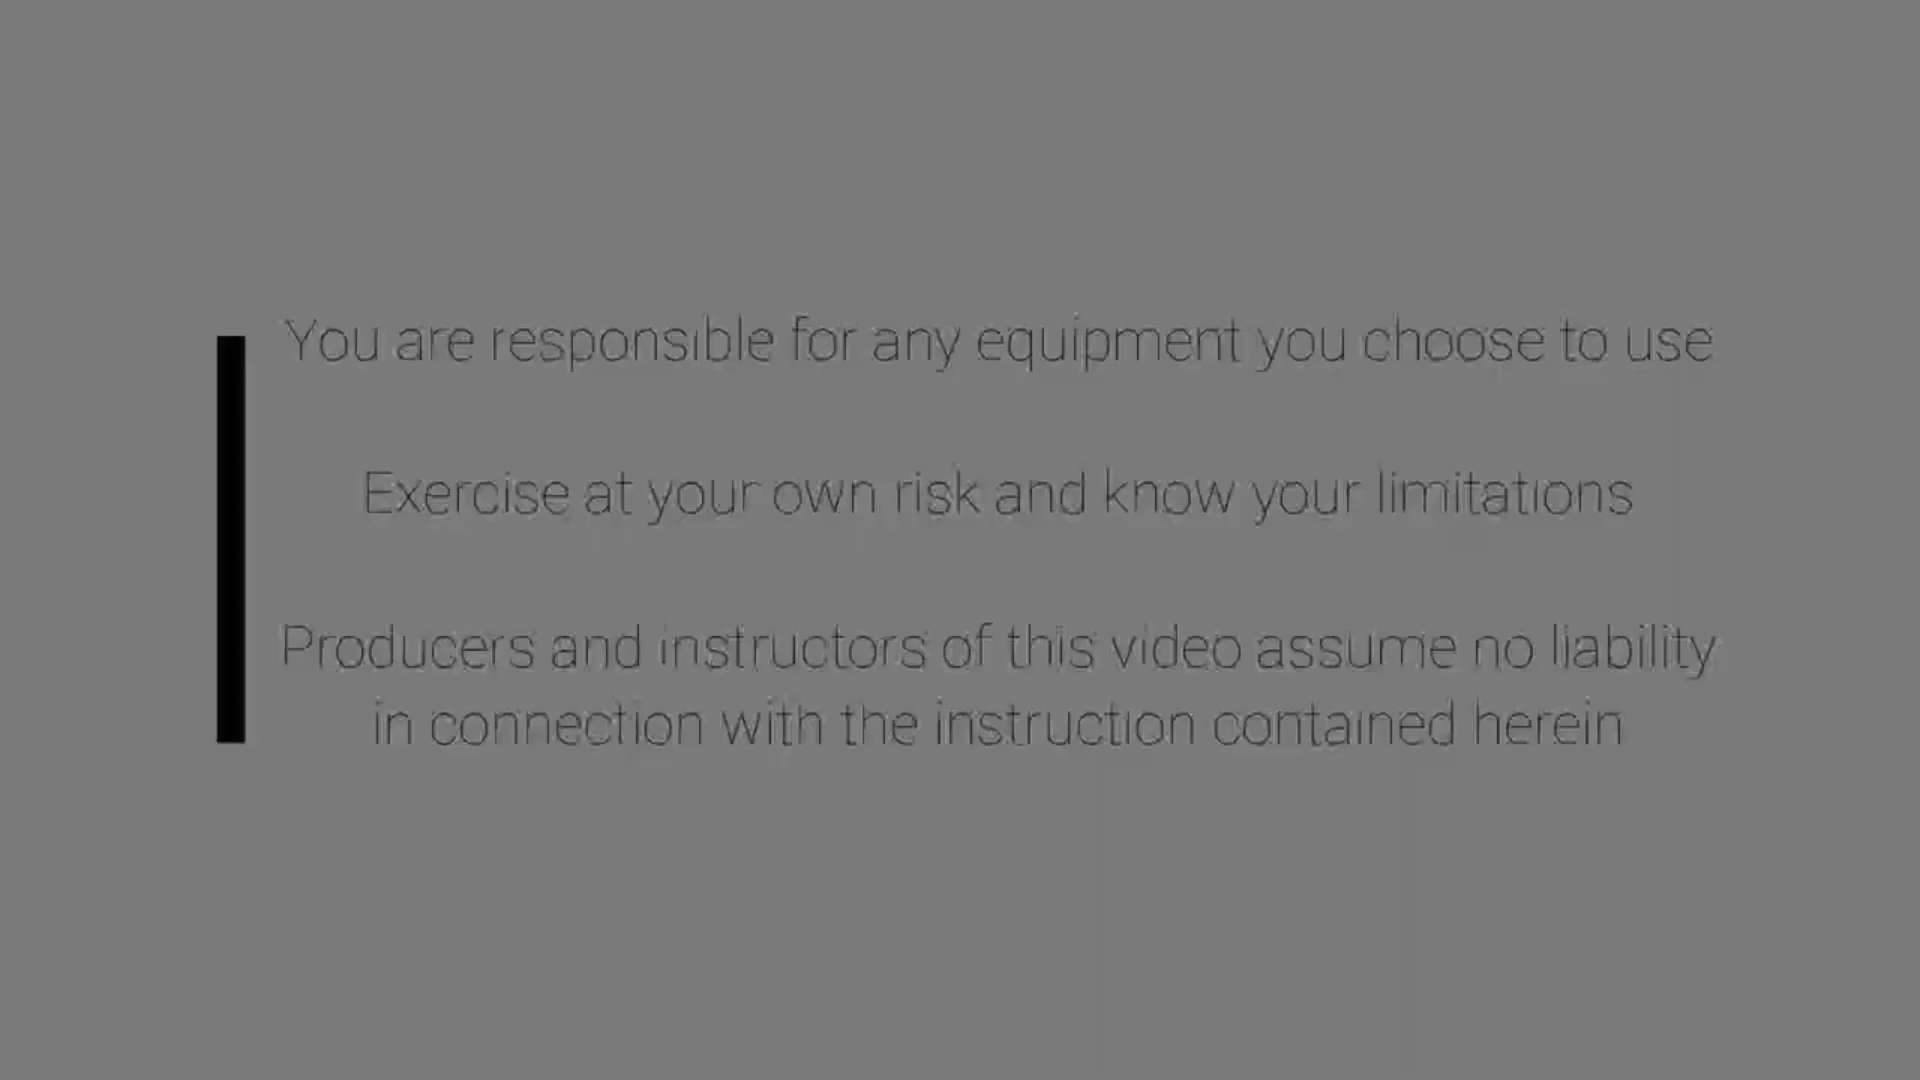 You are responsible for any equipment you choose to use
Exercise at your own risk and know your limitations
Producers and instructors of this video assume no liability
in connection with the instruction contained herein